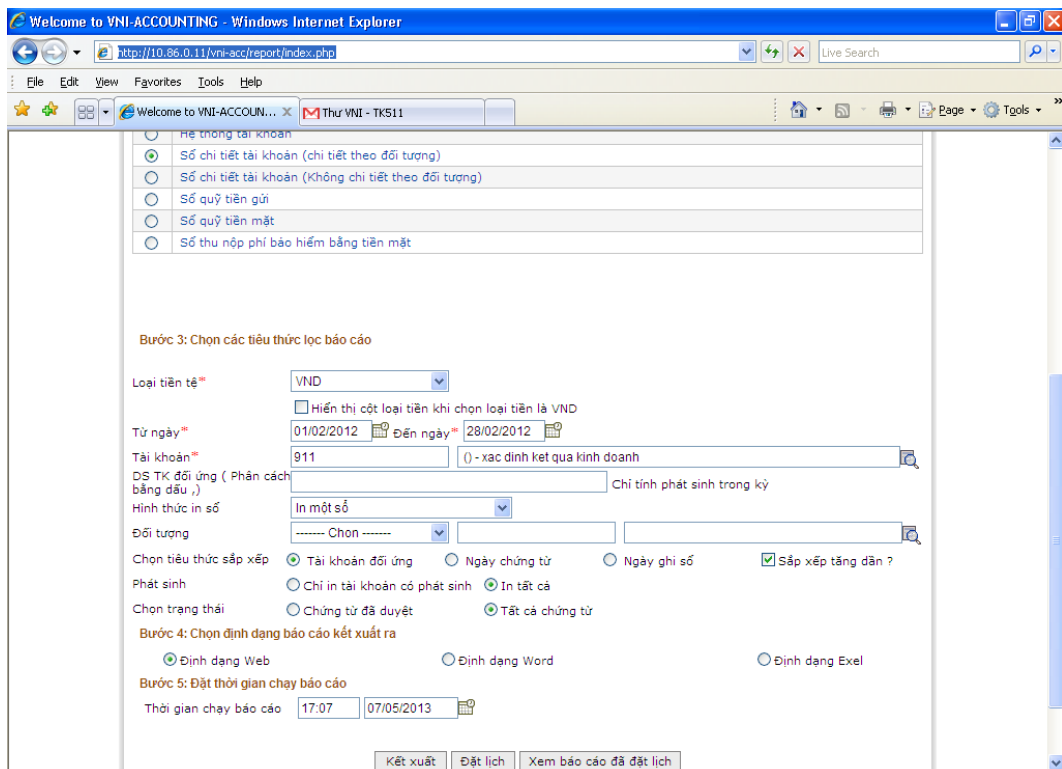 Welcome to VNI-ACCOUNTING - Windows Internet Explorer
http://10.86.0.11/vni-acc/report/index.php
Live Search
File Edit View Favorites Tools Help
Welcome to VNI-ACCOUN... Thư VNI - TK511 Page Tools
Hệ thống tài khoản
Sổ chi tiết tài khoản (chi tiết theo đối tượng)
Sổ chi tiết tài khoản (Không chi tiết theo đối tượng)
Sổ quỹ tiền gửi
Sổ quỹ tiền mặt
Sổ thu nộp phí bảo hiểm bằng tiền mặt
Bước 3: Chọn các tiêu thức lọc báo cáo
Loại tiền tệ* VND
Hiển thị cột loại tiền khi chọn loại tiền là VND
Từ ngày* 01/02/2012 Đến ngày* 28/02/2012
Tài khoản* 911 () - xac dinh ket qua kinh doanh
DS TK đối ứng ( Phân cách bằng dấu ,) Chỉ tính phát sinh trong kỳ
Hình thức in sổ In một sổ
Đối tượng ------- Chon -------
Chọn tiêu thức sắp xếp Tài khoản đối ứng Ngày chứng từ Ngày ghi sổ Sắp xếp tăng dần ?
Phát sinh Chỉ in tài khoản có phát sinh In tất cả
Chọn trạng thái Chứng từ đã duyệt Tất cả chứng từ
Bước 4: Chọn định dạng báo cáo kết xuất ra
Định dạng Web Định dạng Word Định dạng Exel
Bước 5: Đặt thời gian chạy báo cáo
Thời gian chạy báo cáo 17:07 07/05/2013
Kết xuất Đặt lịch Xem báo cáo đã đặt lịch